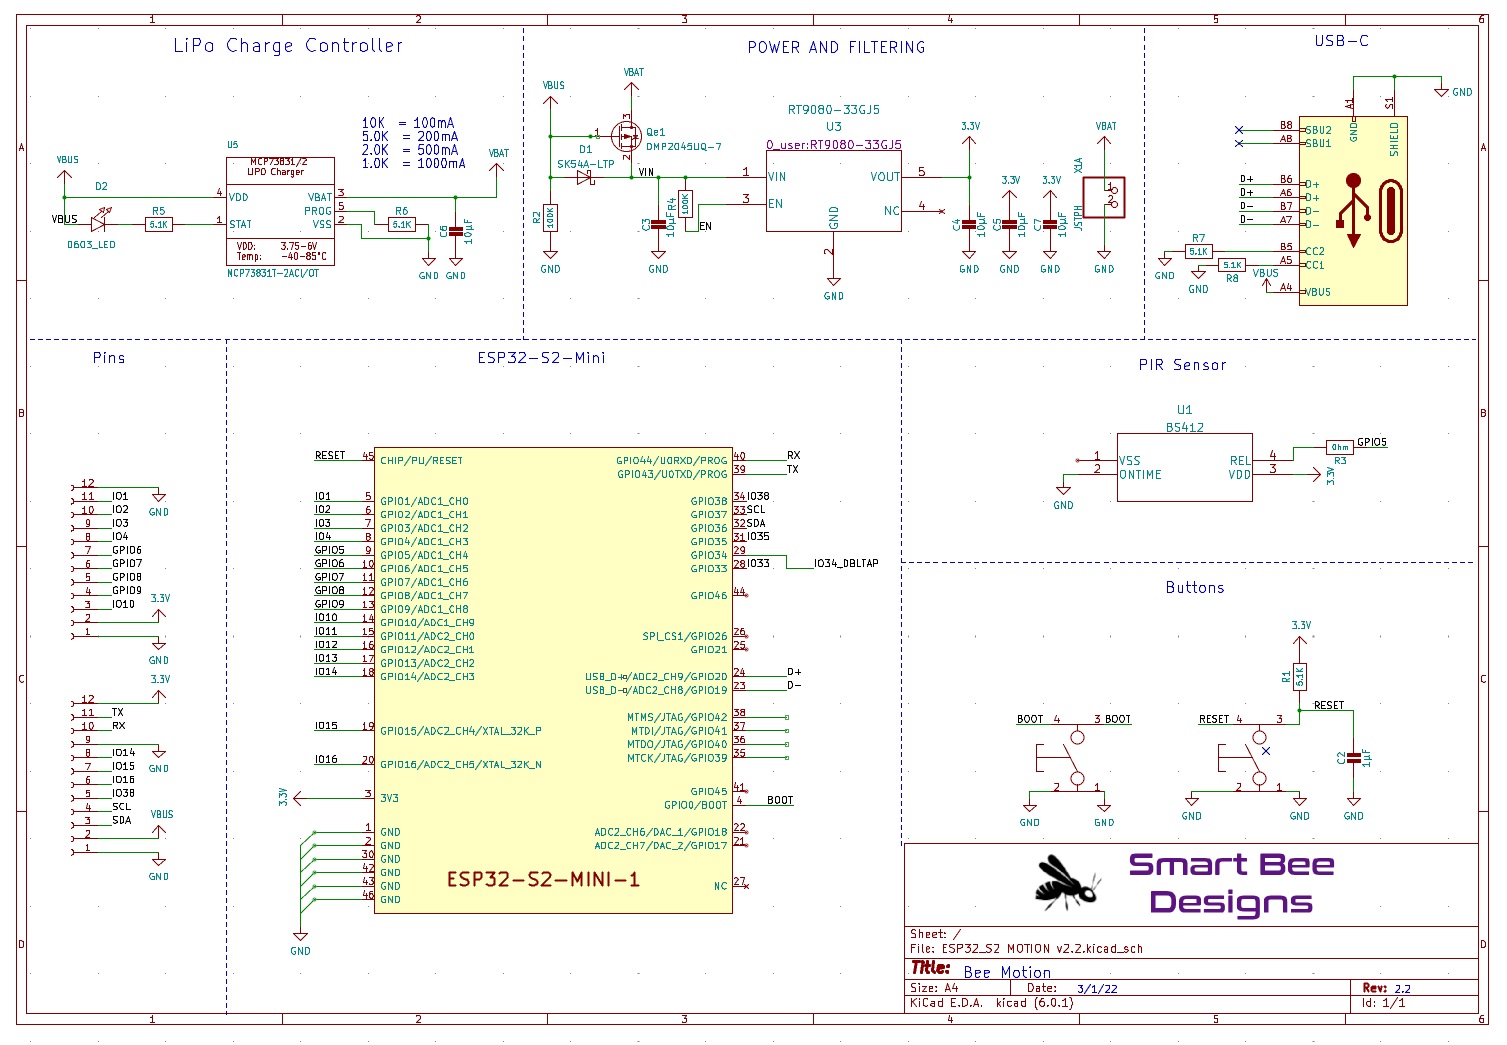 1 2 3 4 5 6
A
B
C
D
LiPo Charge Controller
10K = 100mA
5.0K = 200mA
2.0K = 500mA
1.0K = 1000mA
U5
MCP73831/2
LIPO Charger
VBUS
D2
VBUS
0603_LED
R5
5.1K
4 VDD
1 STAT
VBAT 3
PROG 5
VSS 2
VDD: 3.75-6V
Temp: -40-85°C
MCP73831T-2ACI/OT
R6
5.1K
VBAT
C6
10µF
GND
GND
POWER AND FILTERING
VBUS
VBAT
1
3
2
Qe1
DMP2045UQ-7
D1
SK54A-LTP
VIN
R2
100K
C3
10µF
R4
100K
EN
GND
GND
RT9080-33GJ5
U3
0_user:RT9080-33GJ5
1 VIN
3 EN
VOUT 5
NC 4
GND
2
GND
3.3V
C4
10µF
GND
3.3V
C5
10µF
GND
3.3V
C7
10µF
GND
VBAT
X1A
JSTPH
1
2
GND
USB-C
GND
A1
S1
GND
SHIELD
B8 SBU2
A8 SBU1
D+ B6 D+
D+ A6 D+
D- B7 D-
D- A7 D-
B5 CC2
A5 CC1
A4 VBUS
R7
5.1K
R8
5.1K
VBUS
GND
GND
Pins
12
11 IO1
10 IO2
9 IO3
8 IO4
7 GPIO6
6 GPIO7
5 GPIO8
4 GPIO9
3 IO10
2
1
GND
3.3V
GND
3.3V
12
11 TX
10 RX
9
8 IO14
7 IO15
6 IO16
5 IO38
4 SCL
3 SDA
2
1
GND
VBUS
GND
ESP32-S2-Mini
RESET 45 CHIP/PU/RESET
IO1 5 GPIO1/ADC1_CH0
IO2 6 GPIO2/ADC1_CH1
IO3 7 GPIO3/ADC1_CH2
IO4 8 GPIO4/ADC1_CH3
GPIO5 9 GPIO5/ADC1_CH4
GPIO6 10 GPIO6/ADC1_CH5
GPIO7 11 GPIO7/ADC1_CH6
GPIO8 12 GPIO8/ADC1_CH7
GPIO9 13 GPIO9/ADC1_CH8
IO10 14 GPIO10/ADC1_CH9
IO11 15 GPIO11/ADC2_CH0
IO12 16 GPIO12/ADC2_CH1
IO13 17 GPIO13/ADC2_CH2
IO14 18 GPIO14/ADC2_CH3
IO15 19 GPIO15/ADC2_CH4/XTAL_32K_P
IO16 20 GPIO16/ADC2_CH5/XTAL_32K_N
3.3V 3 3V3
1 GND
2 GND
30 GND
42 GND
43 GND
46 GND
GND
GPIO44/U0RXD/PROG 40 RX
GPIO43/U0TXD/PROG 39 TX
GPIO38 34 IO38
GPIO37 33 SCL
GPIO36 32 SDA
GPIO35 31 IO35
GPIO34 29
GPIO33 28 IO33
IO34_DBLTAP
GPIO46 44
SPI_CS1/GPIO26 26
GPIO21 25
USB_D+/ADC2_CH9/GPIO20 24 D+
USB_D-/ADC2_CH8/GPIO19 23 D-
MTMS/JTAG/GPIO42 38
MTDI/JTAG/GPIO41 37
MTDO/JTAG/GPIO40 36
MTCK/JTAG/GPIO39 35
GPIO45 41
GPIO0/BOOT 4 BOOT
ADC2_CH6/DAC_1/GPIO18 22
ADC2_CH7/DAC_2/GPIO17 21
NC 27
ESP32-S2-MINI-1
PIR Sensor
U1
BS412
1 VSS
2 ONTIME
REL 4
VDD 3
GND
Ohm
R3
GPIO5
3.3V
Buttons
BOOT 4 3 BOOT
2 1
GND
GND
3.3V
R1
5.1K
RESET
RESET 4 3
2 1
C2
1µF
GND
GND
GND
Smart Bee
Designs
Sheet: /
File: ESP32_S2 MOTION v2.2.kicad_sch
Title: Bee Motion
Size: A4 Date: 3/1/22 Rev: 2.2
KiCad E.D.A. kicad (6.0.1) Id: 1/1
1 2 3 4 5 6